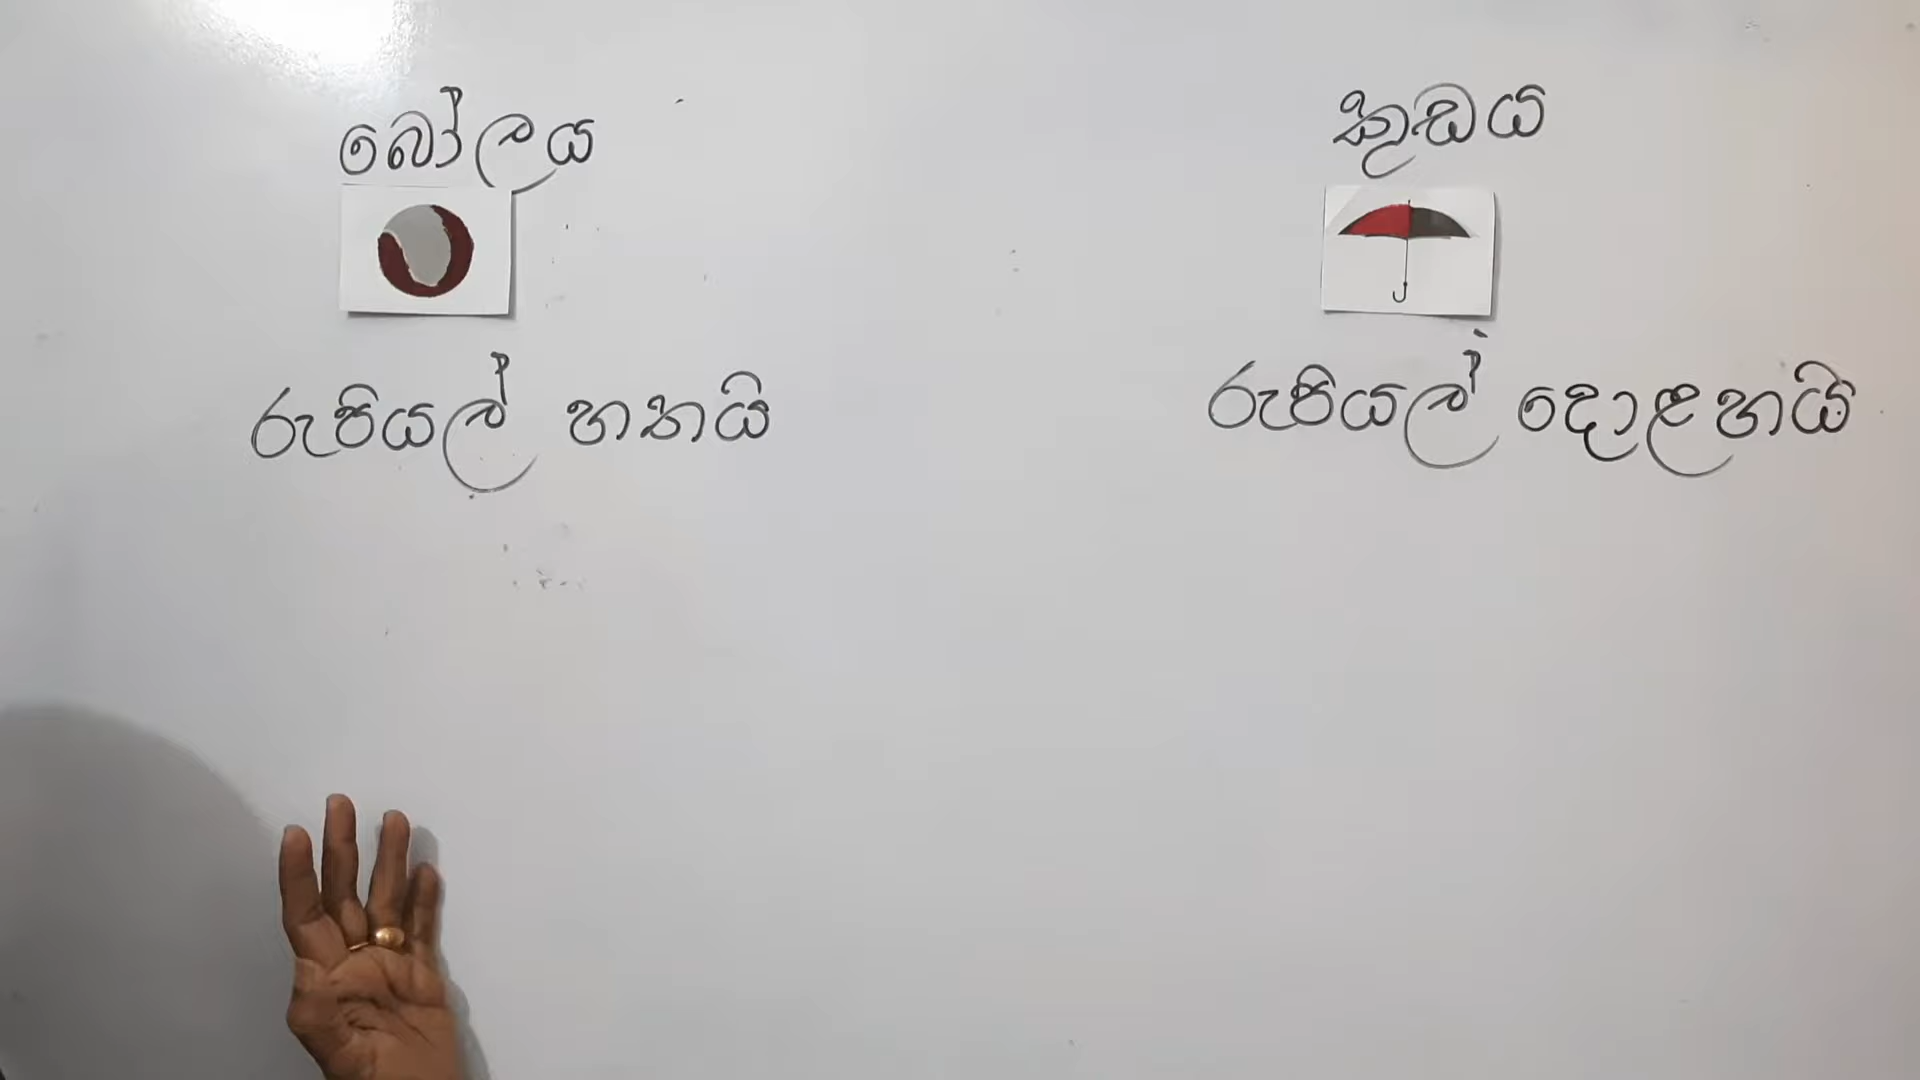 බෝලය
රුපියල් හතයි
කුඩය
රුපියල් දොළහයි